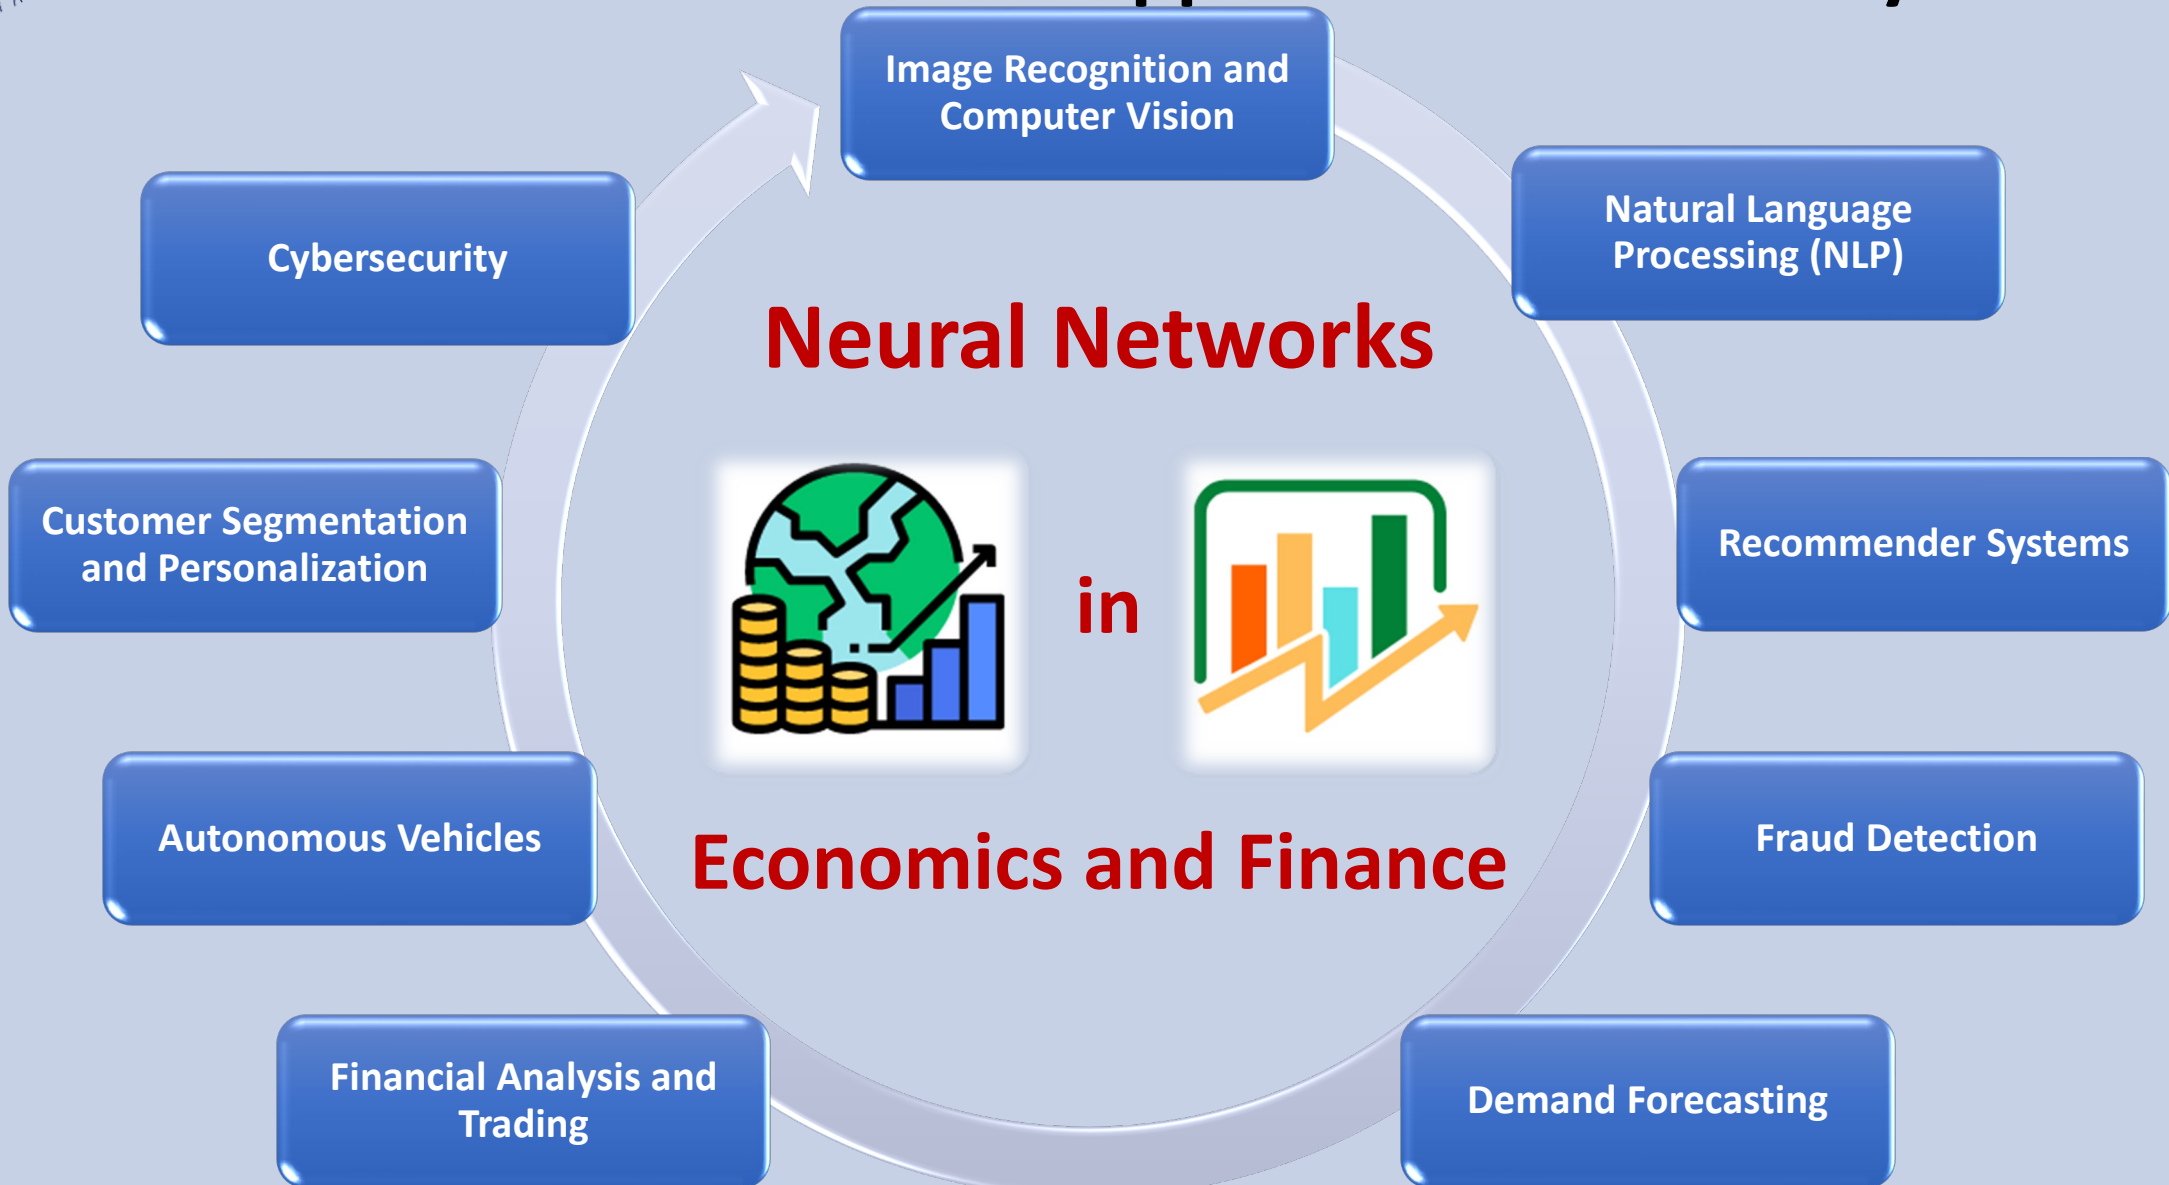 Image Recognition and
Computer Vision
Natural Language
Processing (NLP)
Recommender Systems
Fraud Detection
Demand Forecasting
Financial Analysis and
Trading
Autonomous Vehicles
Customer Segmentation
and Personalization
Cybersecurity
Neural Networks
in
Economics and Finance